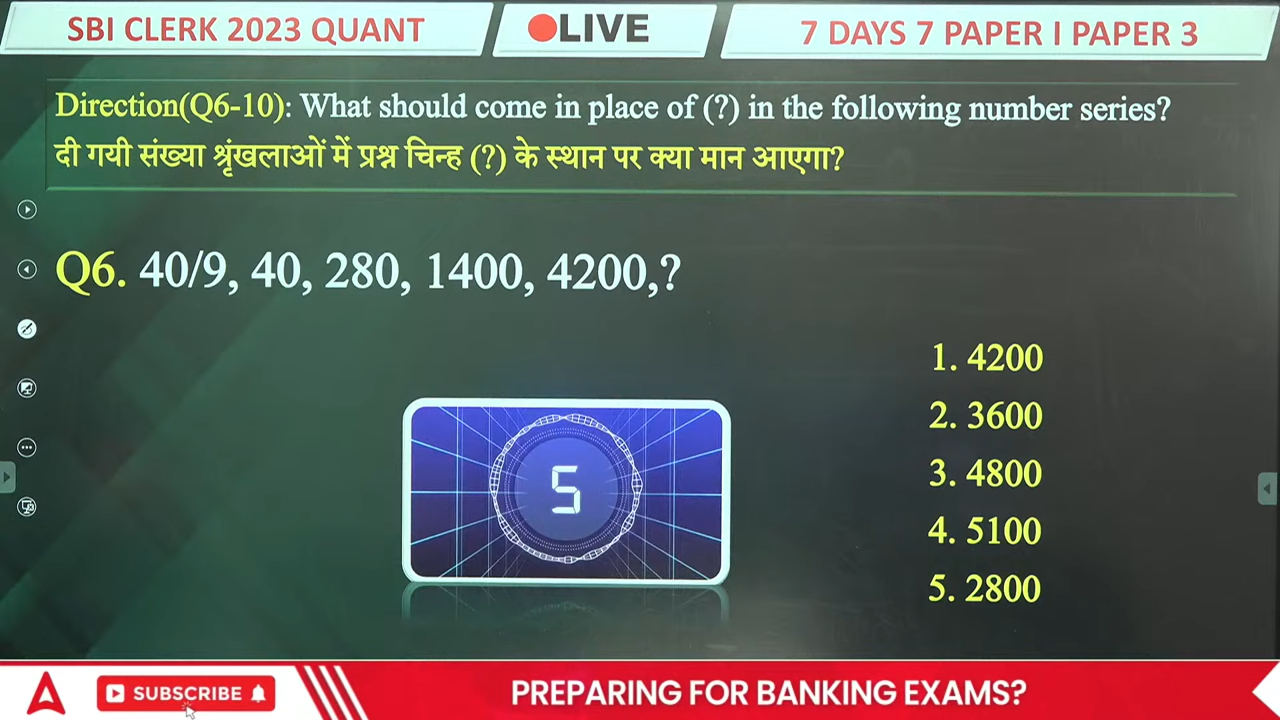 SBI CLERK 2023 QUANT
LIVE
7 DAYS 7 PAPER I PAPER 3
Direction(Q6-10): What should come in place of (?) in the following number series?
दी गयी संख्या श्रृंखलाओं में प्रश्न चिन्ह (?) के स्थान पर क्या मान आएगा?
Q6. 40/9, 40, 280, 1400, 4200,?
1. 4200
2. 3600
3. 4800
4. 5100
5. 2800
5
SUBSCRIBE
PREPARING FOR BANKING EXAMS?